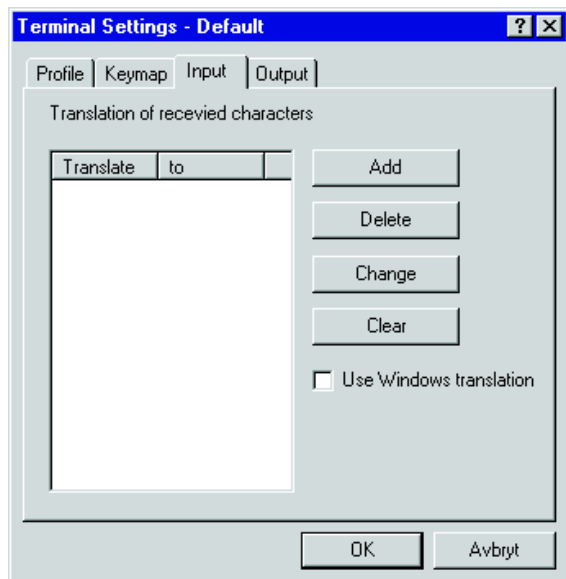 Terminal Settings - Default
Profile Keymap Input Output
Translation of recevied characters
Translate to
Add
Delete
Change
Clear
Use Windows translation
OK Avbryt